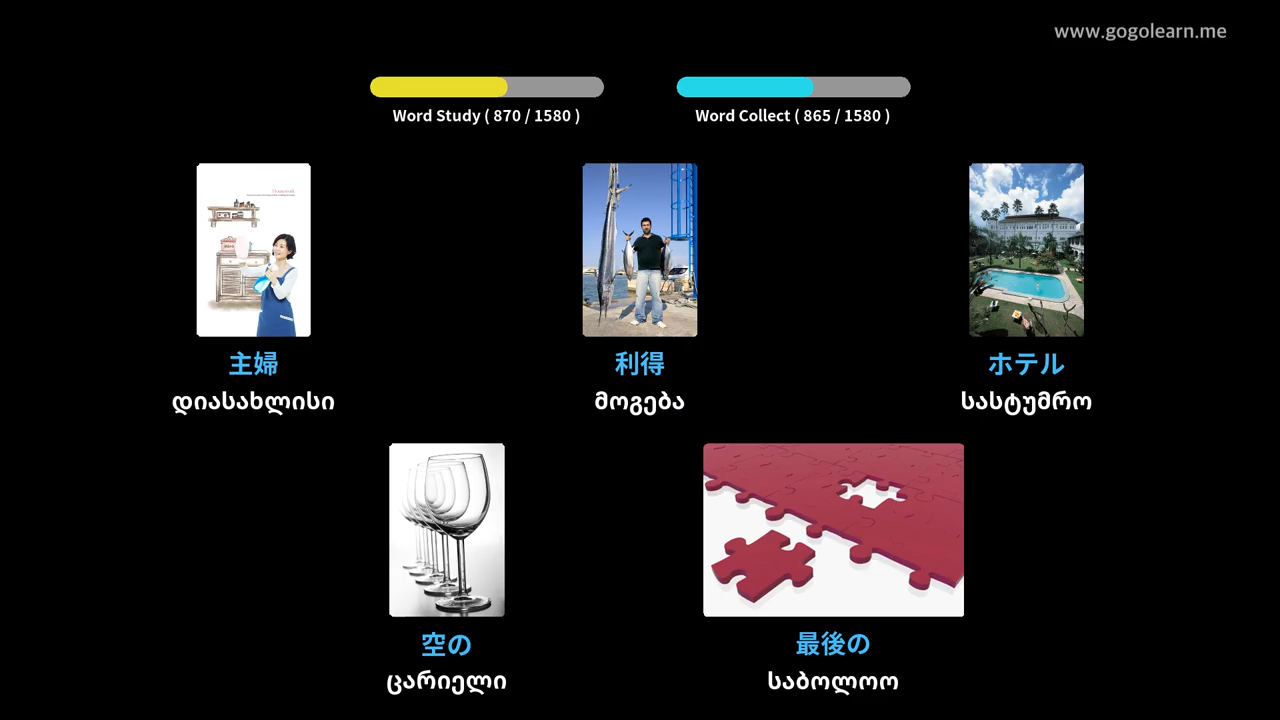 www.gogolearn.me
Word Study ( 870 / 1580 )
Word Collect ( 865 / 1580 )
主婦
დიასახლისი
利得
მოგება
ホテル
სასტუმრო
空の
ცარიელი
最後の
საბოლოო